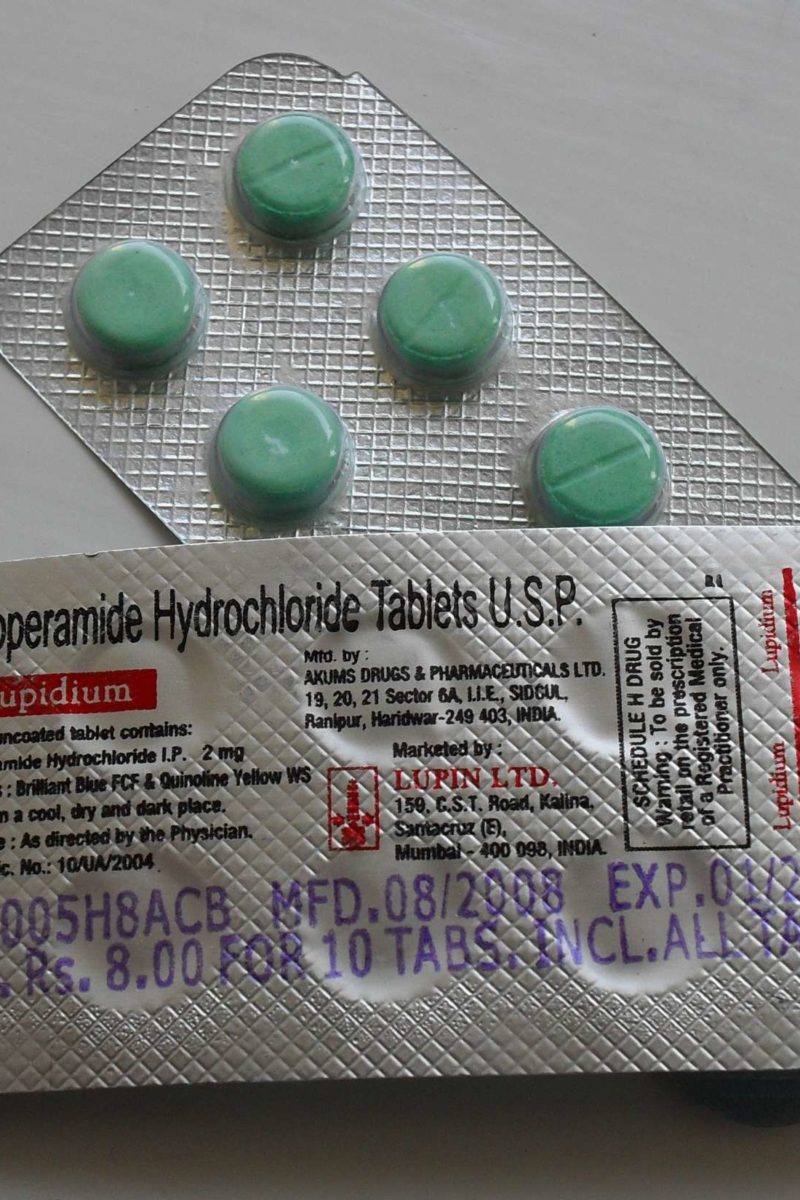 operamide Hydrochloride Tablets U.S.P.
upidium
uncoated tablet contains:
amide Hydrochloride I.P. 2 mg
: Brilliant Blue FCF & Quinoline Yellow WS
n a cool, dry and dark place.
e : As directed by the Physician.
ic. No.: 10/UA/2004
Mfd. by :
AKUMS DRUGS & PHARMACEUTICALS LTD.
19, 20, 21 Sector 6A, I.I.E., SIDCUL,
Ranipur, Haridwar-249 403, INDIA.
Marketed by :
LUPIN LTD.
159, C.S.T. Road, Kalina,
Santacruz (E),
Mumbai - 400 098, INDIA.
SCHEDULE H DRUG
Warning : To be sold by
retail on the prescription
of a Registered Medical
Practitioner only.
Lupidium
Lupidium
005H8ACB MFD.08/2008 EXP.01/2
. Rs. 8.00 FOR 10 TABS. INCL.ALL TA